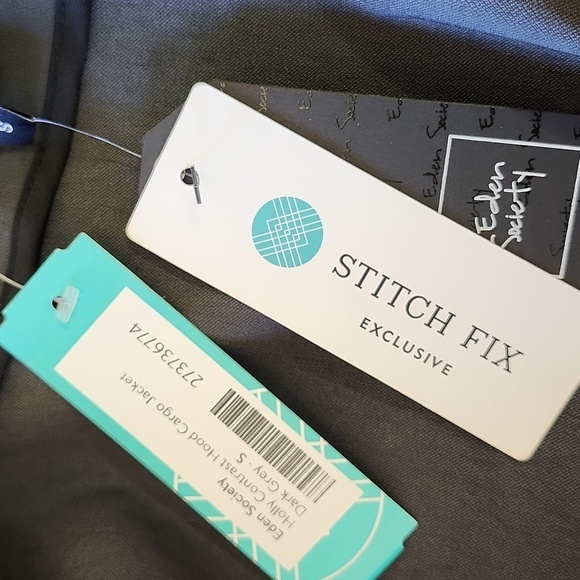 STITCH FIX
EXCLUSIVE
Eden
Society
Eden Society
Holly Contrast Hood Cargo Jacket
Dark Grey - S
273736774